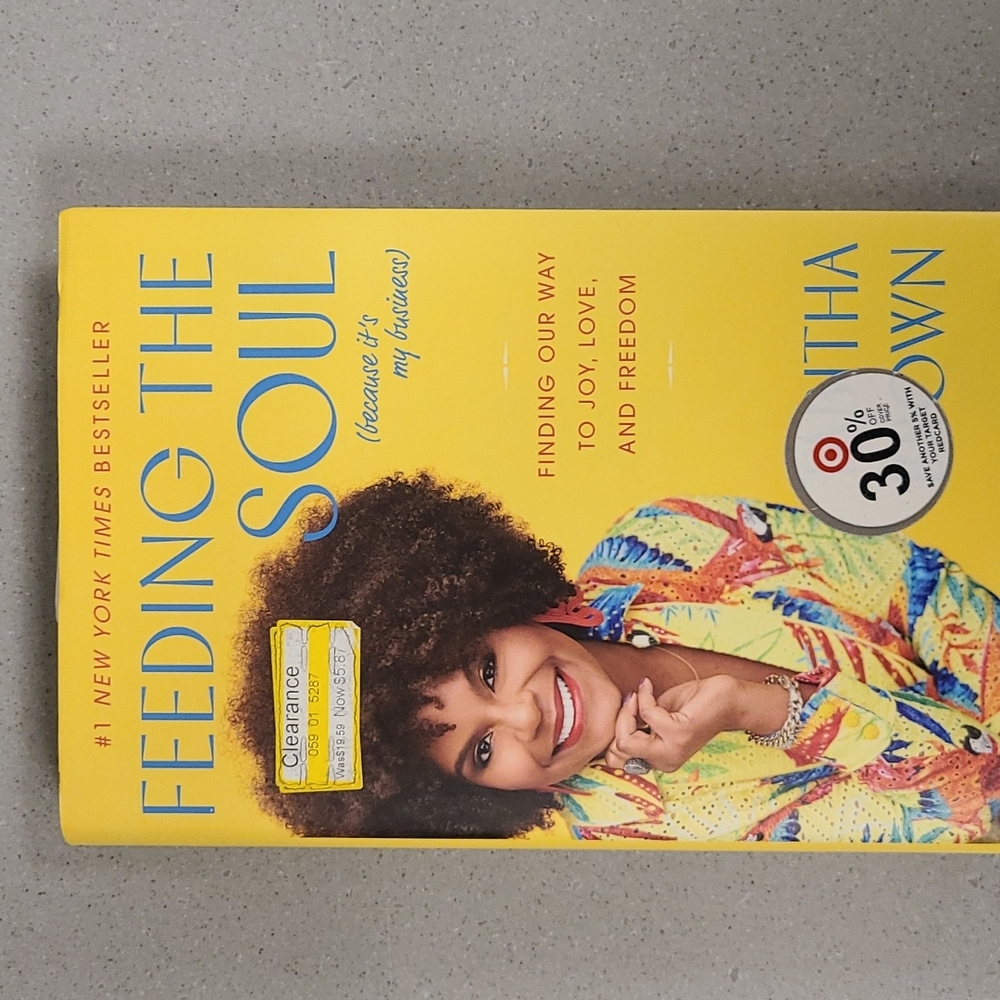 #1 NEW YORK TIMES BESTSELLER
FEEDING THE
SOUL
(because it's
my business)
FINDING OUR WAY
TO JOY, LOVE,
AND FREEDOM
ITHA
OWN
Clearance
059 01 5287
Was$19.59 Now $5.87
30%
OFF
COVER
PRICE
SAVE ANOTHER 5% WITH
YOUR TARGET
REDCARD